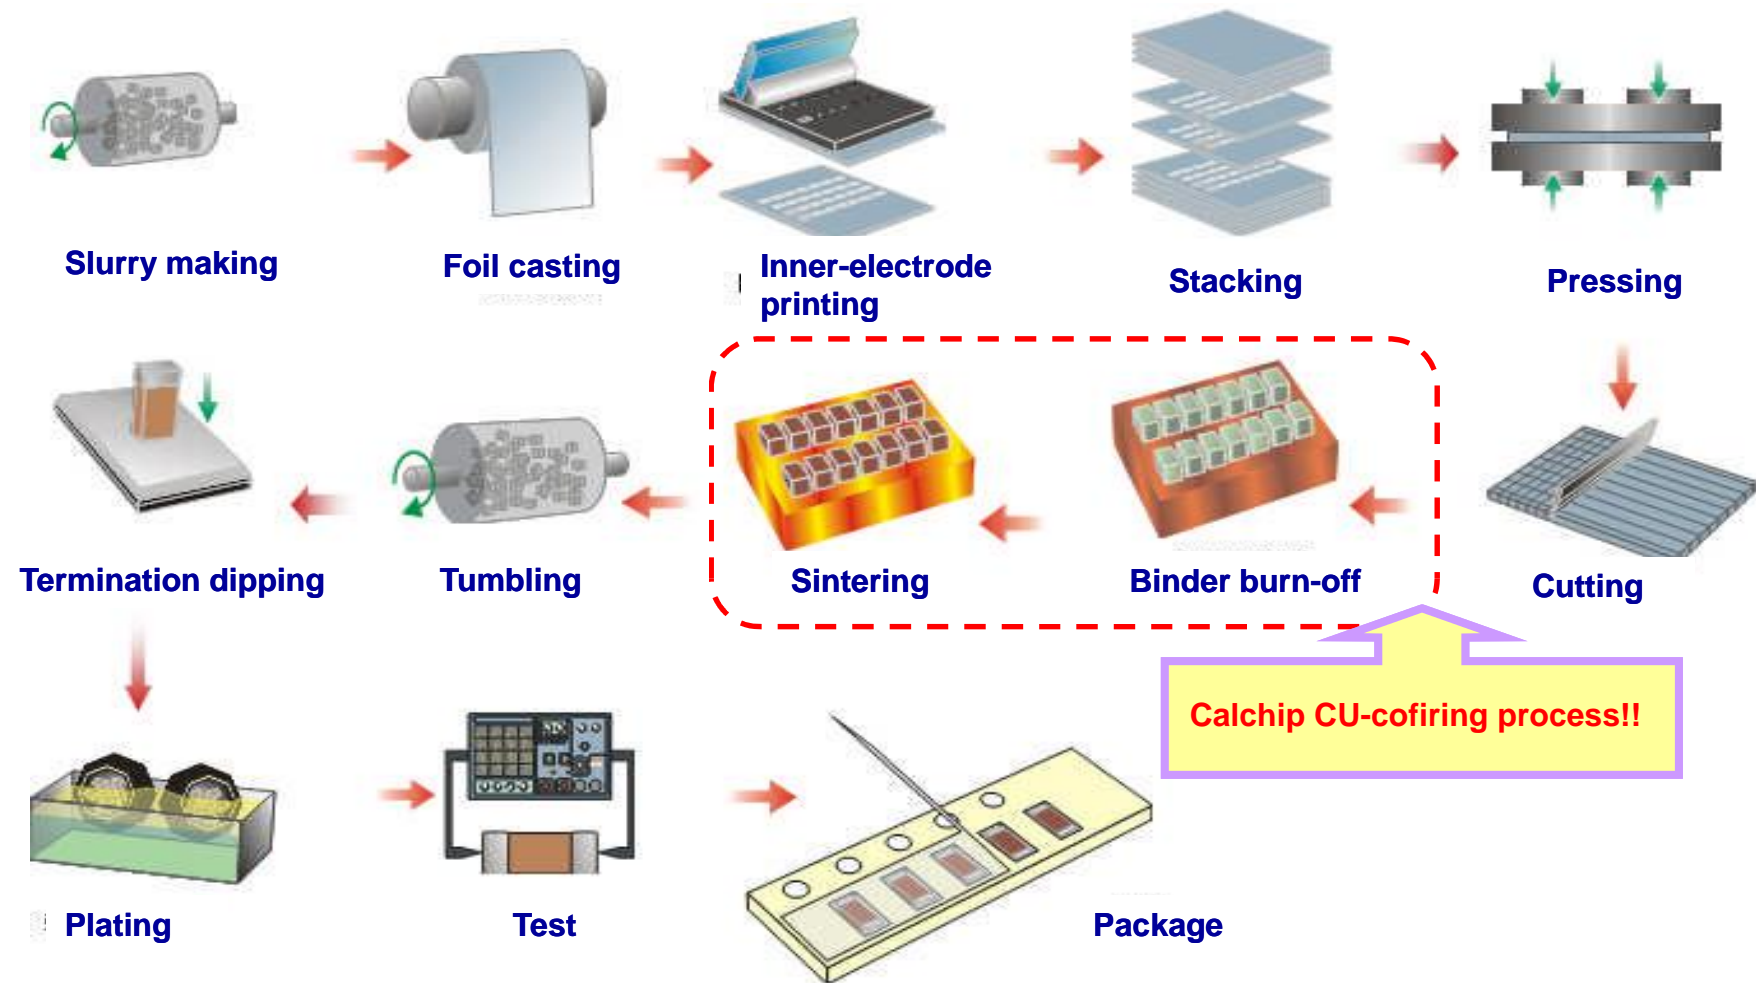 Slurry making
Foil casting
Inner-electrode
printing
Stacking
Pressing
Termination dipping
Tumbling
Sintering
Binder burn-off
Cutting
Calchip CU-cofiring process!!
Plating
Test
Package